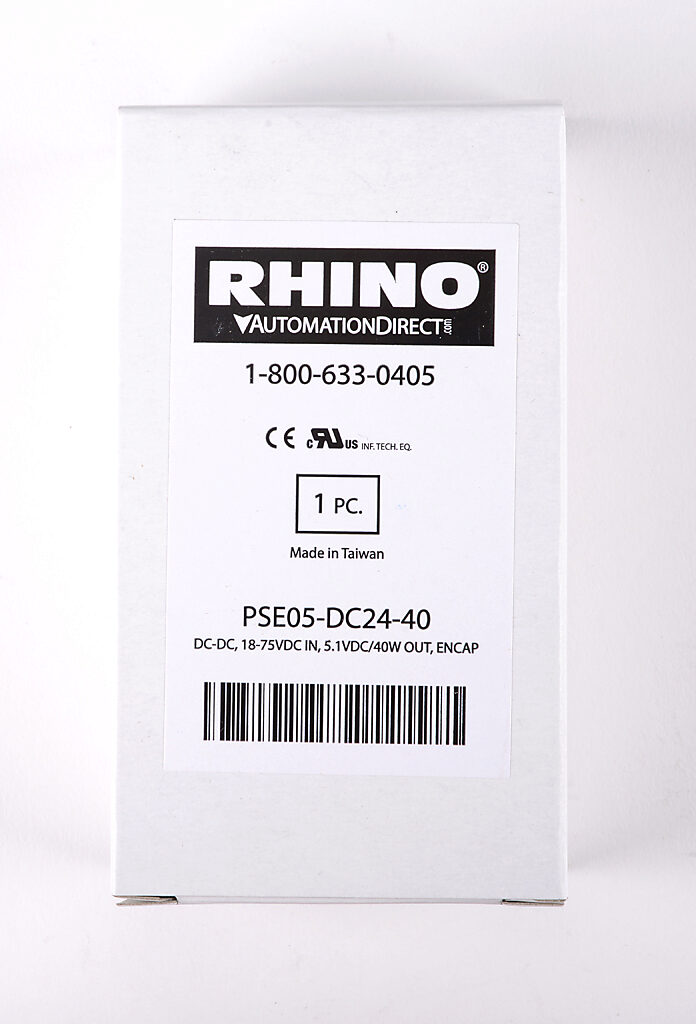 RHINO®
AUTOMATIONDIRECT.COM
1-800-633-0405
CE cRUus INF. TECH. EQ.
1 PC.
Made in Taiwan
PSE05-DC24-40
DC-DC, 18-75VDC IN, 5.1VDC/40W OUT, ENCAP